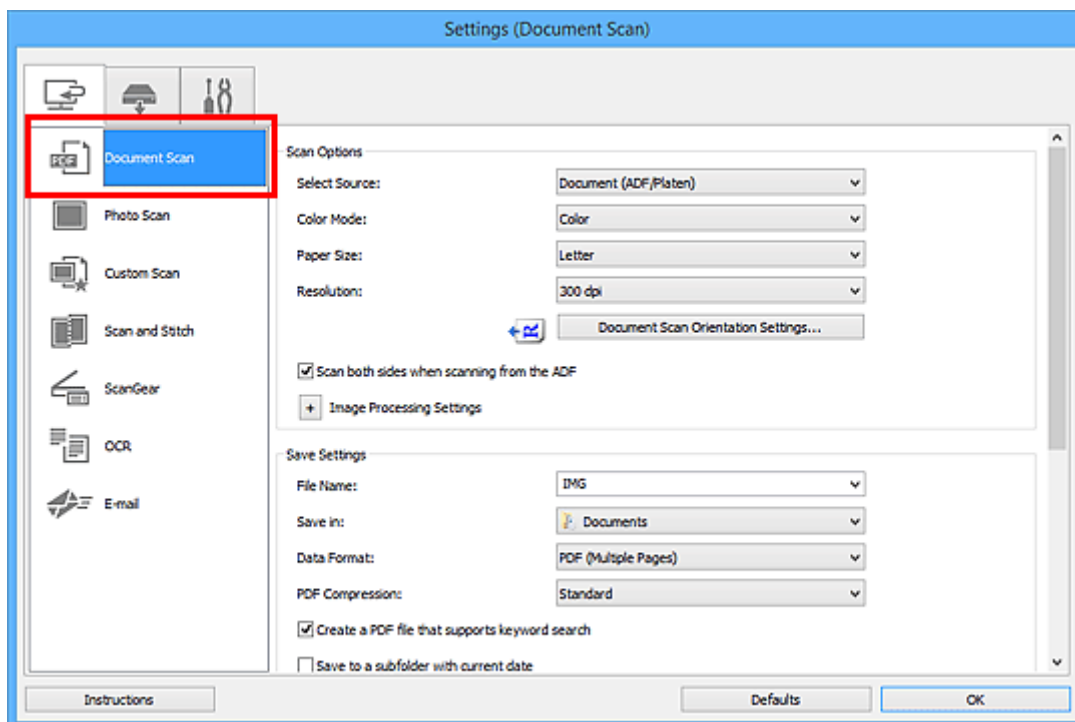 Settings (Document Scan)
PDF
Document Scan
Photo Scan
Custom Scan
Scan and Stitch
ScanGear
OCR
E-mail
Scan Options
Select Source: Document (ADF/Platen)
Color Mode: Color
Paper Size: Letter
Resolution: 300 dpi
R Document Scan Orientation Settings...
Scan both sides when scanning from the ADF
+ Image Processing Settings
Save Settings
File Name: IMG
Save in: Documents
Data Format: PDF (Multiple Pages)
PDF Compression: Standard
Create a PDF file that supports keyword search
Save to a subfolder with current date
Instructions Defaults OK